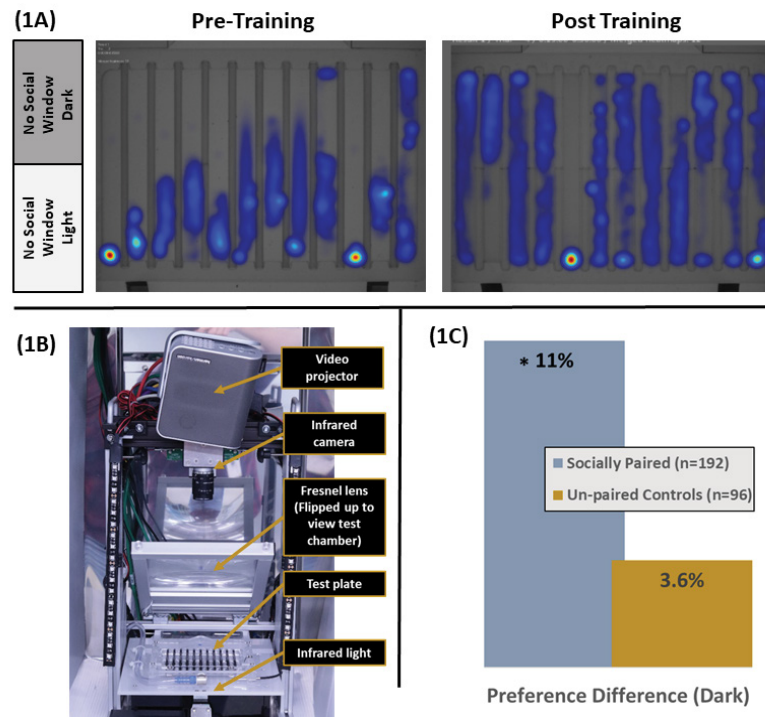 (1A)
Pre-Training
Post Training
No Social
Window
Dark
No Social
Window
Light
(1B)
Video
projector
Infrared
camera
Fresnel lens
(Flipped up to
view test
chamber)
Test plate
Infrared light
(1C)
* 11%
Socially Paired (n=192)
Un-paired Controls (n=96)
3.6%
Preference Difference (Dark)